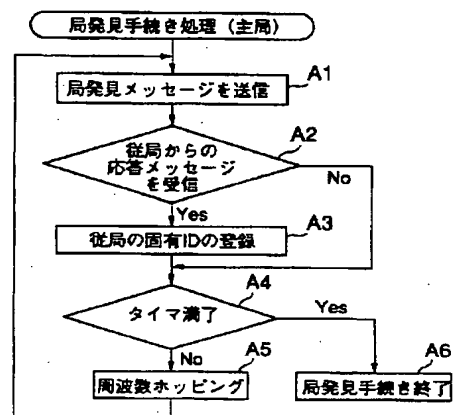 局発見手続き処理(主局)
局発見メッセージを送信
A1
従局からの
応答メッセージ
を受信
A2
No
Yes
従局の固有IDの登録
A3
タイマ満了
A4
Yes
No
周波数ホッピング
A5
局発見手続き終了
A6